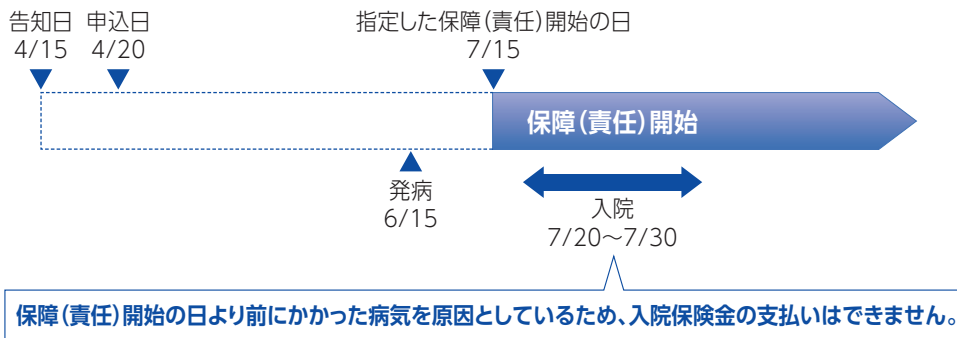 告知日 申込日 指定した保障(責任)開始の日
4/15 4/20 7/15
保障(責任)開始
発病
6/15
入院
7/20～7/30
保障(責任)開始の日より前にかかった病気を原因としているため、入院保険金の支払いはできません。